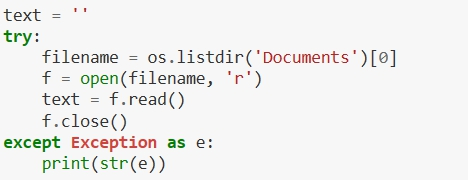 text = ''
try:
    filename = os.listdir('Documents')[0]
    f = open(filename, 'r')
    text = f.read()
    f.close()
except Exception as e:
    print(str(e))